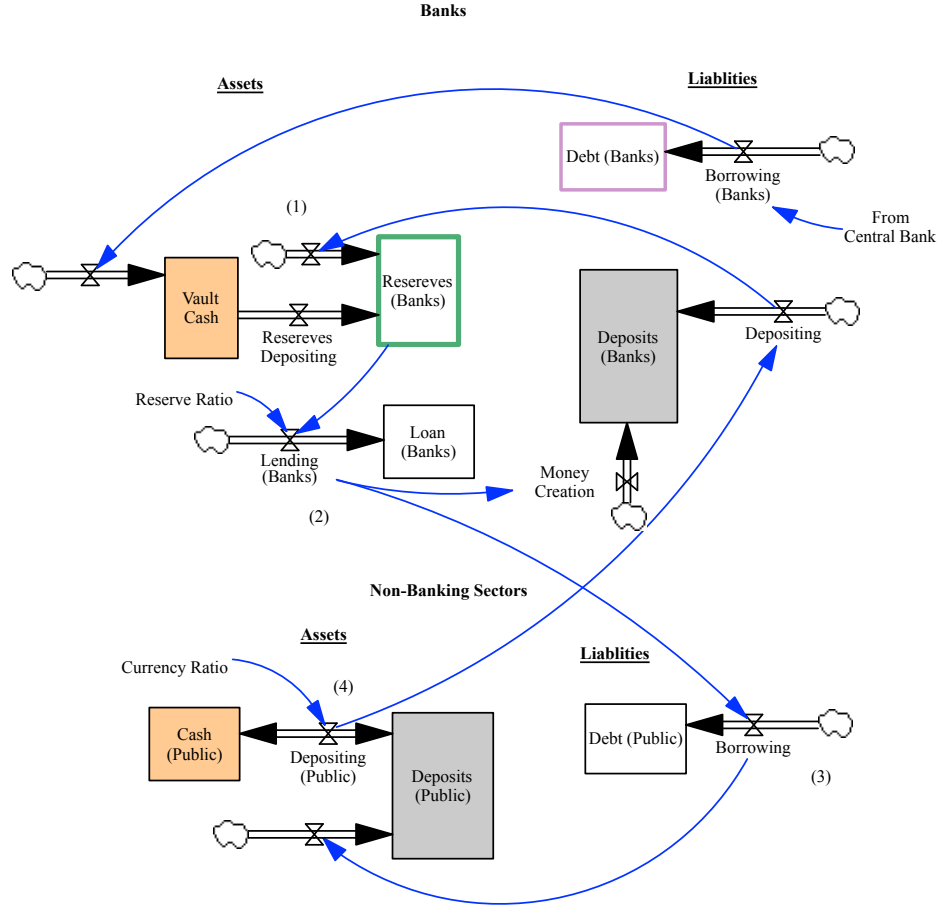 Banks
Assets
Liablities
Debt (Banks)
Borrowing
(Banks)
From
Central Bank
(1)
Vault
Cash
Resereves
(Banks)
Resereves
Depositing
Deposits
(Banks)
Depositing
Reserve Ratio
Loan
(Banks)
Lending
(Banks)
Money
Creation
(2)
Non-Banking Sectors
Assets
Liablities
Currency Ratio
(4)
Cash
(Public)
Depositing
(Public)
Deposits
(Public)
Debt (Public)
Borrowing
(3)